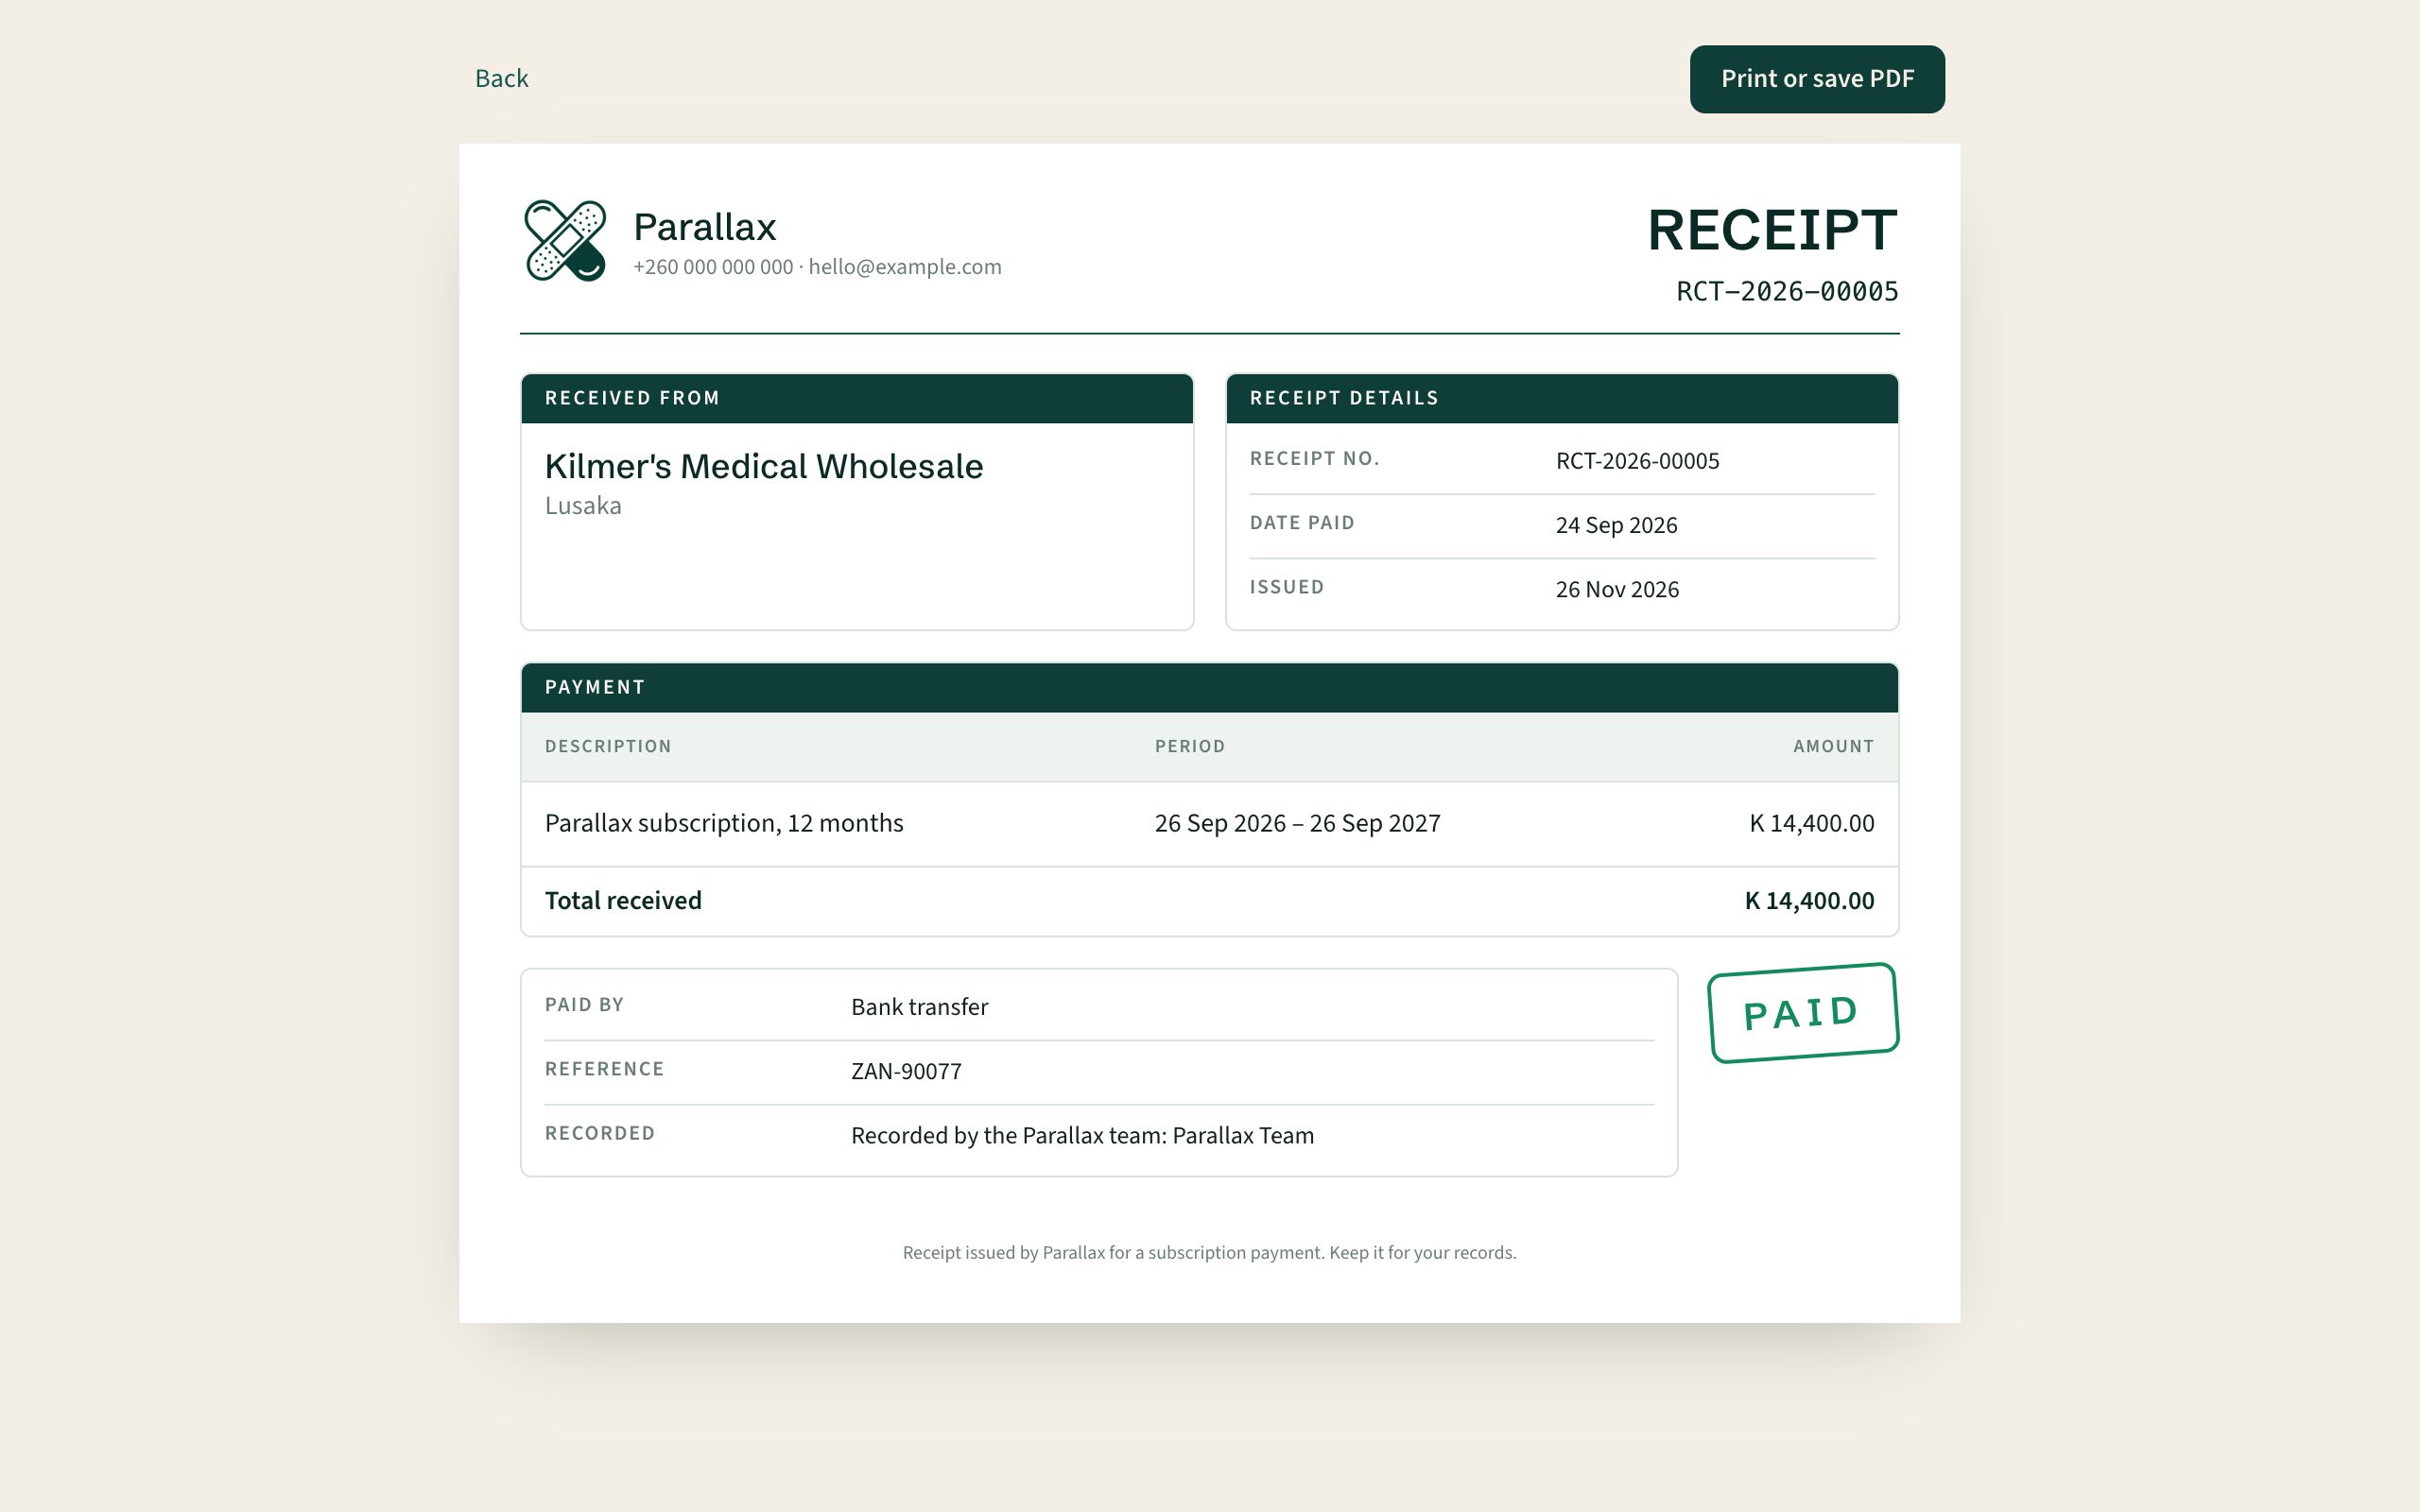 Back
Print or save PDF
Parallax
+260 000 000 000 · hello@example.com
RECEIPT
RCT-2026-00005
RECEIVED FROM
Kilmer's Medical Wholesale
Lusaka
RECEIPT DETAILS
RECEIPT NO. RCT-2026-00005
DATE PAID 24 Sep 2026
ISSUED 26 Nov 2026
PAYMENT
DESCRIPTION PERIOD AMOUNT
Parallax subscription, 12 months 26 Sep 2026 – 26 Sep 2027 K 14,400.00
Total received K 14,400.00
PAID BY Bank transfer
REFERENCE ZAN-90077
RECORDED Recorded by the Parallax team: Parallax Team
PAID
Receipt issued by Parallax for a subscription payment. Keep it for your records.